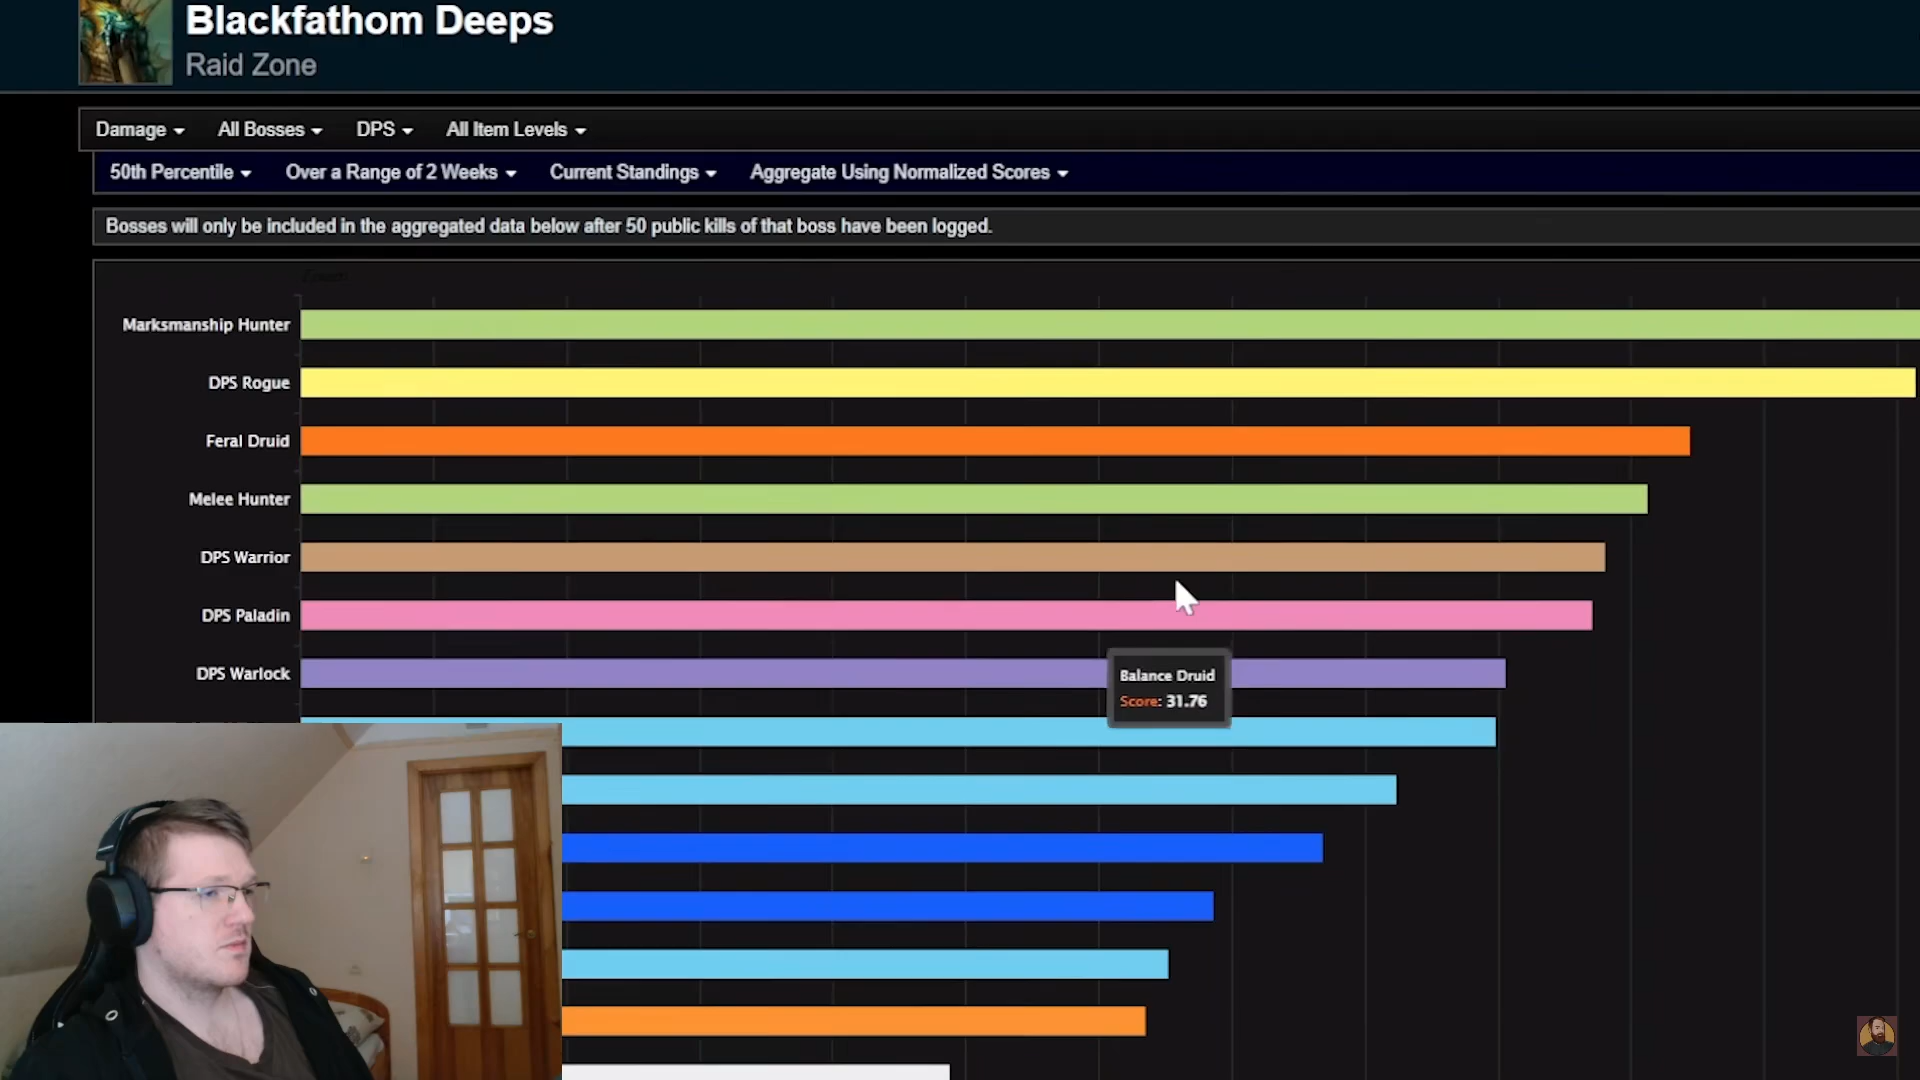 Blackfathom Deeps
Raid Zone
Damage All Bosses DPS All Item Levels
50th Percentile Over a Range of 2 Weeks Current Standings Aggregate Using Normalized Scores
Bosses will only be included in the aggregated data below after 50 public kills of that boss have been logged.
Marksmanship Hunter
DPS Rogue
Feral Druid
Melee Hunter
DPS Warrior
DPS Paladin
DPS Warlock
Balance Druid
Score: 31.76